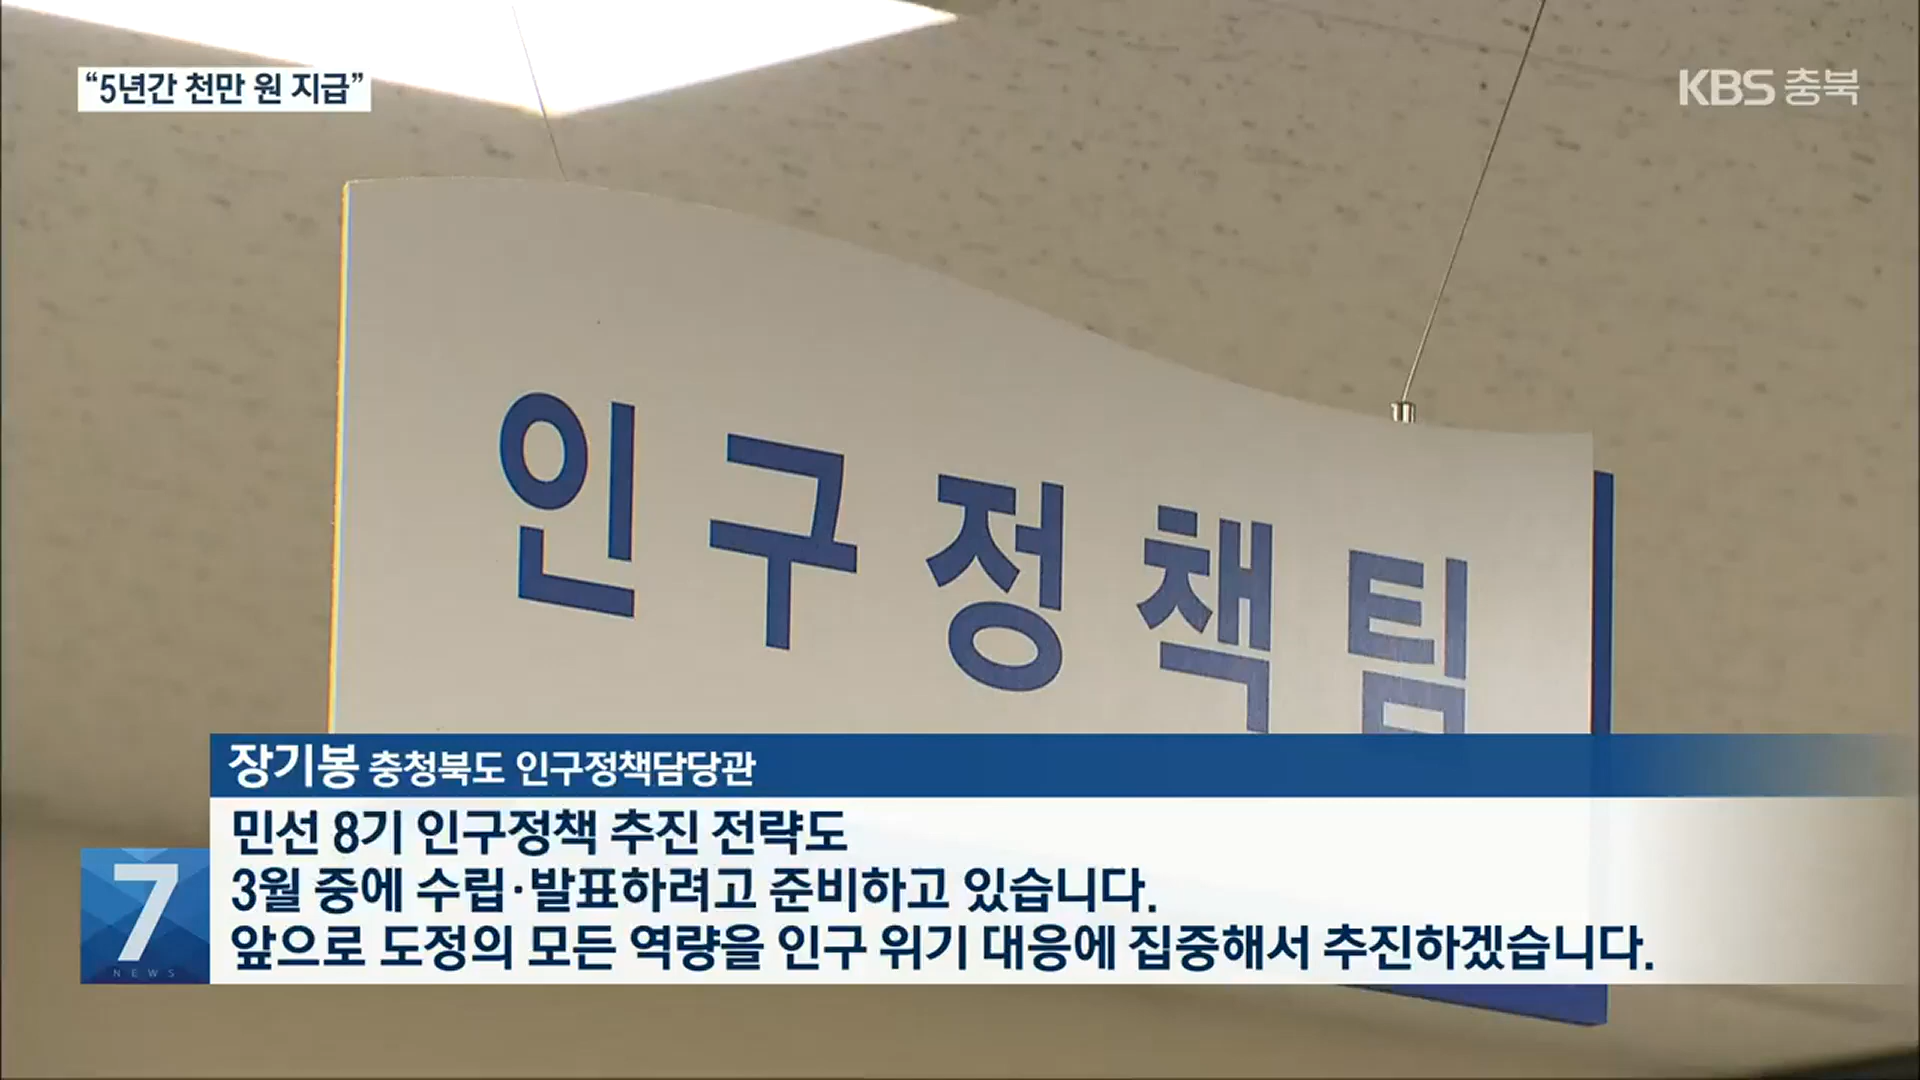 “5년간 천만 원 지급”
KBS 충북
인구정책팀
장기봉 충청북도 인구정책담당관
민선 8기 인구정책 추진 전략도
3월 중에 수립·발표하려고 준비하고 있습니다.
앞으로 도정의 모든 역량을 인구 위기 대응에 집중해서 추진하겠습니다.
7
NEWS